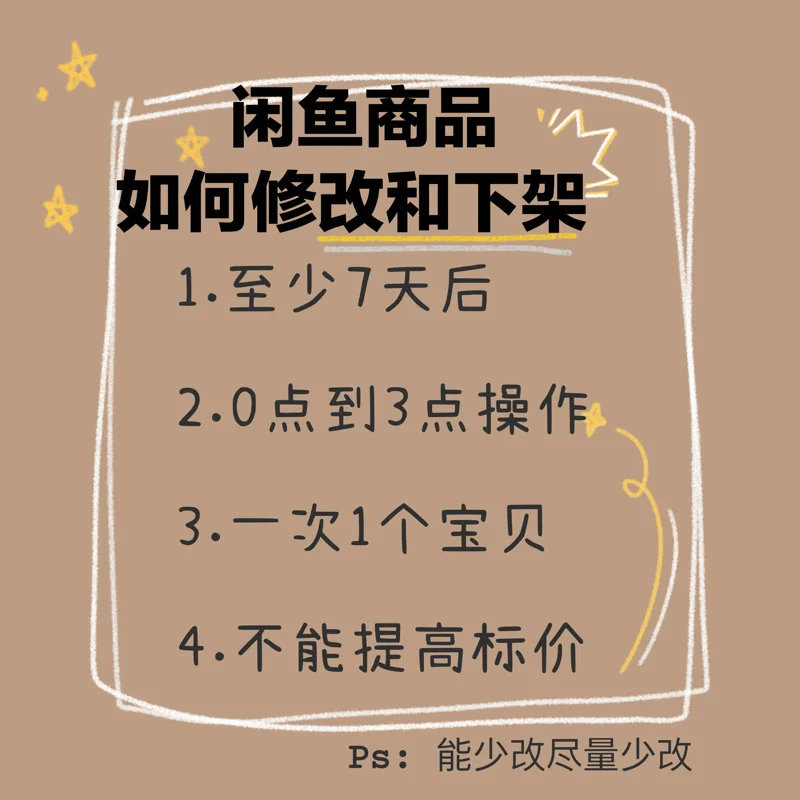 闲鱼商品
如何修改和下架
1.至少7天后
2.0点到3点操作
3.一次1个宝贝
4.不能提高标价
Ps: 能少改尽量少改